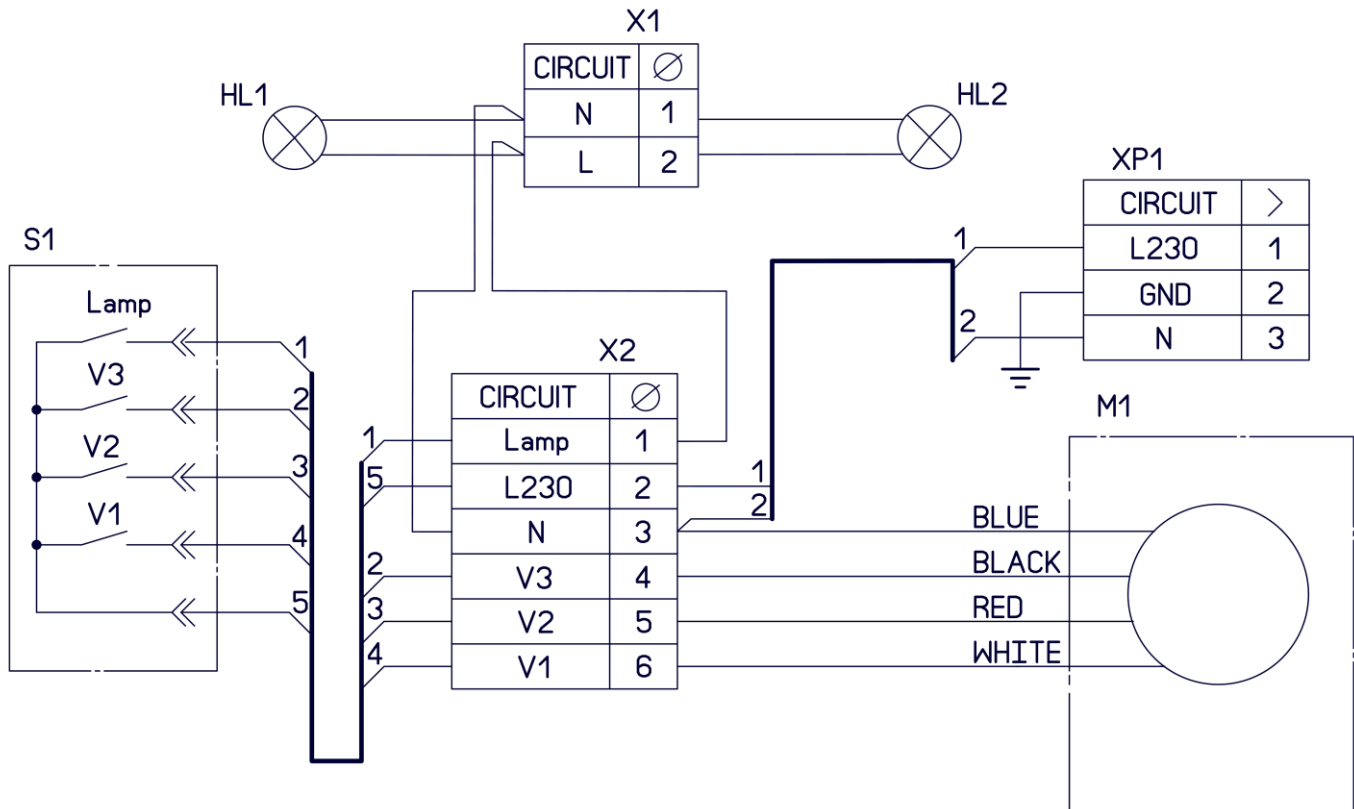 X1
CIRCUIT ∅
N 1
L 2
HL1
HL2
XP1
CIRCUIT >
L230 1
GND 2
N 3
1
2
S1
Lamp
V3
V2
V1
1
2
3
4
5
X2
CIRCUIT ∅
Lamp 1
L230 2
N 3
V3 4
V2 5
V1 6
1
5
2
3
4
1
2
M1
BLUE
BLACK
RED
WHITE